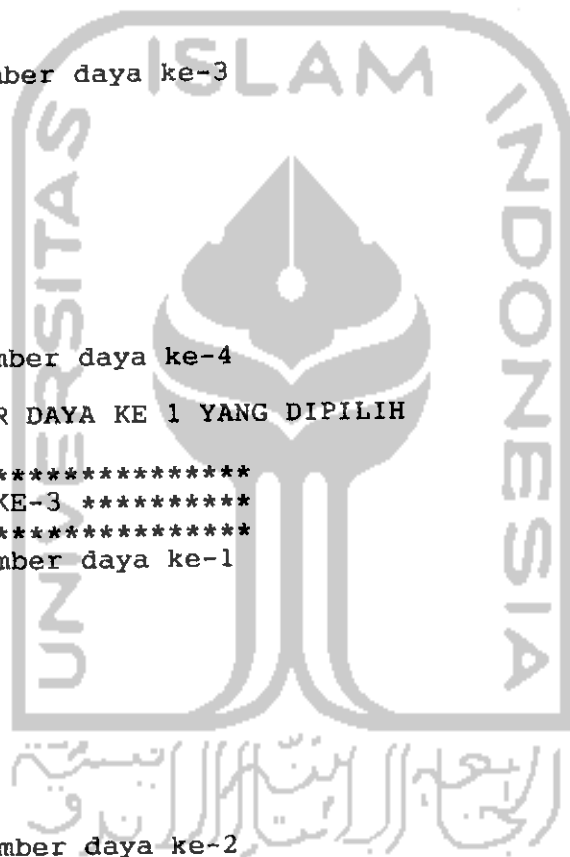 mber daya ke-3
ISLAM
UNIVERSITAS
INDONESIA
mber daya ke-4
R DAYA KE 1 YANG DIPILIH
****************
KE-3 **********
****************
mber daya ke-1
mber daya ke-2